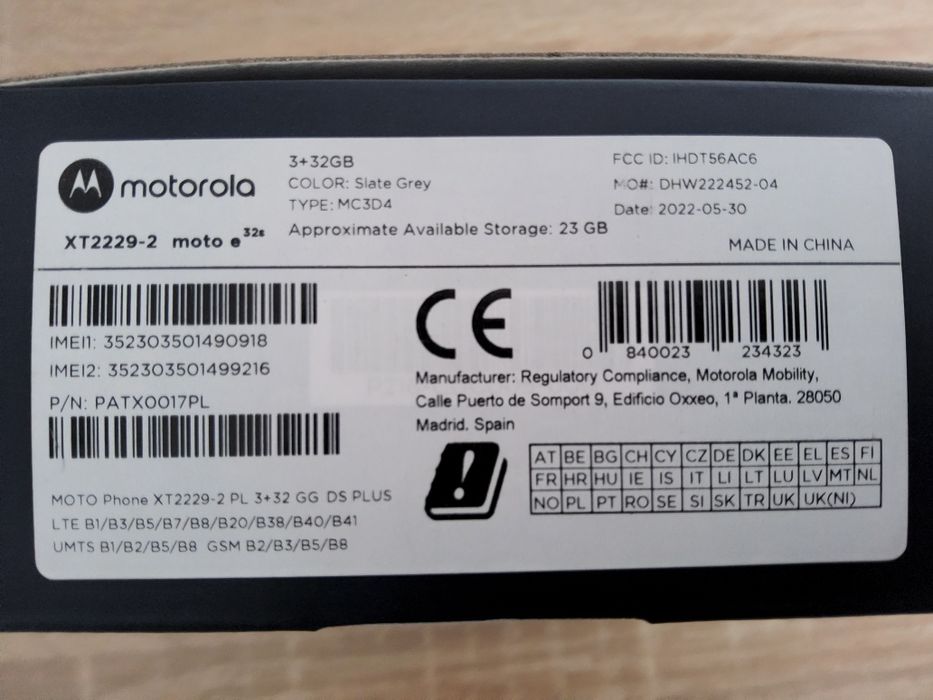 motorola
XT2229-2 moto e32s
3+32GB
COLOR: Slate Grey
TYPE: MC3D4
Approximate Available Storage: 23 GB
FCC ID: IHDT56AC6
MO#: DHW222452-04
Date: 2022-05-30
MADE IN CHINA
IMEI1: 352303501490918
IMEI2: 352303501499216
P/N: PATX0017PL
MOTO Phone XT2229-2 PL 3+32 GG DS PLUS
LTE B1/B3/B5/B7/B8/B20/B38/B40/B41
UMTS B1/B2/B5/B8 GSM B2/B3/B5/B8
CE
0 840023 234323
Manufacturer: Regulatory Compliance, Motorola Mobility,
Calle Puerto de Somport 9, Edificio Oxxeo, 1ª Planta. 28050
Madrid. Spain
AT BE BG CH CY CZ DE DK EE EL ES FI
FR HR HU IE IS IT LI LT LU LV MT NL
NO PL PT RO SE SI SK TR UK UK(NI)